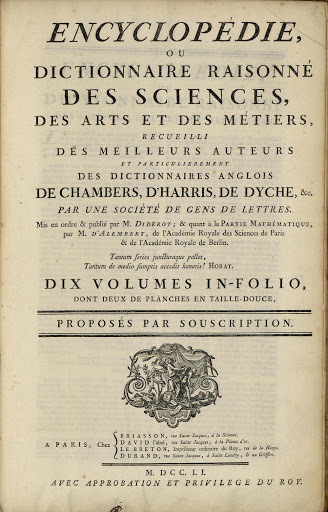 ENCYCLOPÉDIE,
OU
DICTIONNAIRE RAISONNÉ
DES SCIENCES,
DES ARTS ET DES MÉTIERS,
RECUEILLI
DES MEILLEURS AUTEURS
ET PARTICULIEREMENT
DES DICTIONNAIRES ANGLOIS
DE CHAMBERS, D'HARRIS, DE DYCHE, &c.
PAR UNE SOCIÉTÉ DE GENS DE LETTRES.
Mis en ordre & publié par M. DIDEROT; & quant à la PARTIE MATHÉMATIQUE,
par M. D'ALEMBERT, de l'Académie Royale des Sciences de Paris
& de l'Académie Royale de Berlin.
Tantum series juncturaque pollet,
Tantum de medio sumptis accedit honoris! HORAT.
DIX VOLUMES IN-FOLIO,
DONT DEUX DE PLANCHES EN TAILLE-DOUCE,
PROPOSÉS PAR SOUSCRIPTION.
BRIASSON, rue Saint Jacques, à la Science.
A PARIS, Chez DAVID l'aîné, rue Saint Jacques, à la Plume d'or.
LE BRETON, Imprimeur ordinaire du Roy, rue de la Harpe.
DURAND, rue Saint Jacques, à Saint Landry, & au Griffon.
M. DCC. LI.
AVEC APPROBATION ET PRIVILEGE DU ROY.